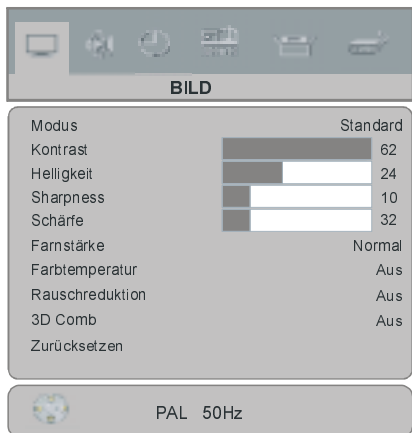 BILD
Modus Standard
Kontrast 62
Helligkeit 24
Sharpness 10
Schärfe 32
Farnstärke Normal
Farbtemperatur Aus
Rauschreduktion Aus
3D Comb Aus
Zurücksetzen
PAL 50Hz